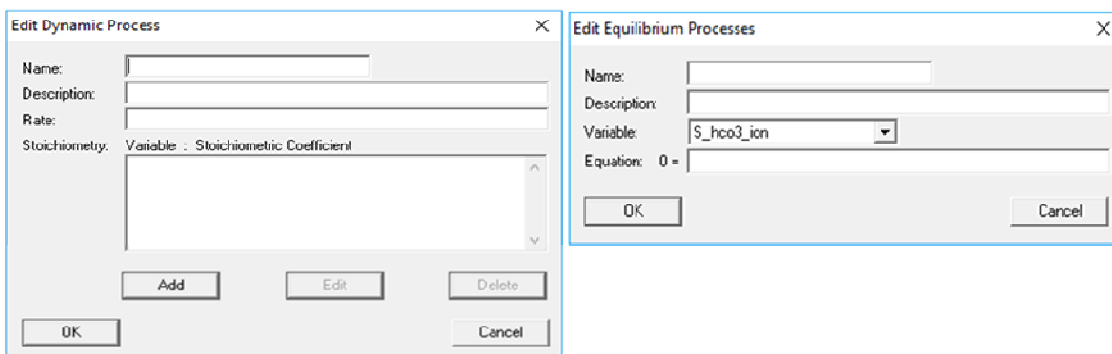 Edit Dynamic Process
Name:
Description:
Rate:
Stoichiometry: Variable : Stoichiometric Coefficient
Add Edit Delete
OK Cancel
Edit Equilibrium Processes
Name:
Description:
Variable: S_hco3_ion
Equation: 0 =
OK Cancel